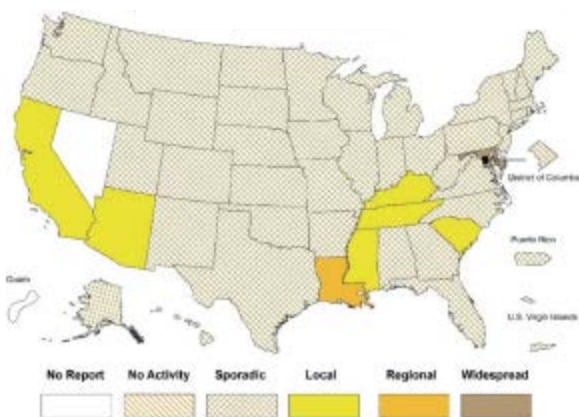 District of Columbia
Puerto Rico
Guam
U.S. Virgin Islands
No Report
No Activity
Sporadic
Local
Regional
Widespread